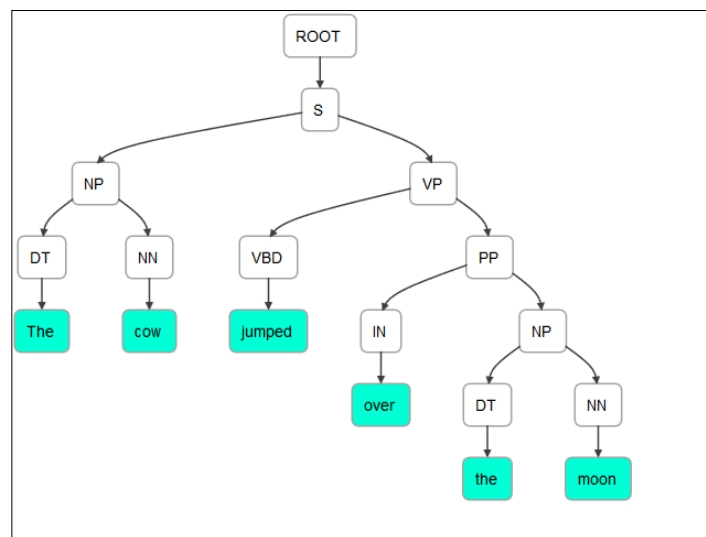 ROOT
S
NP VP
DT NN VBD PP
The cow jumped IN NP
over DT NN
the moon